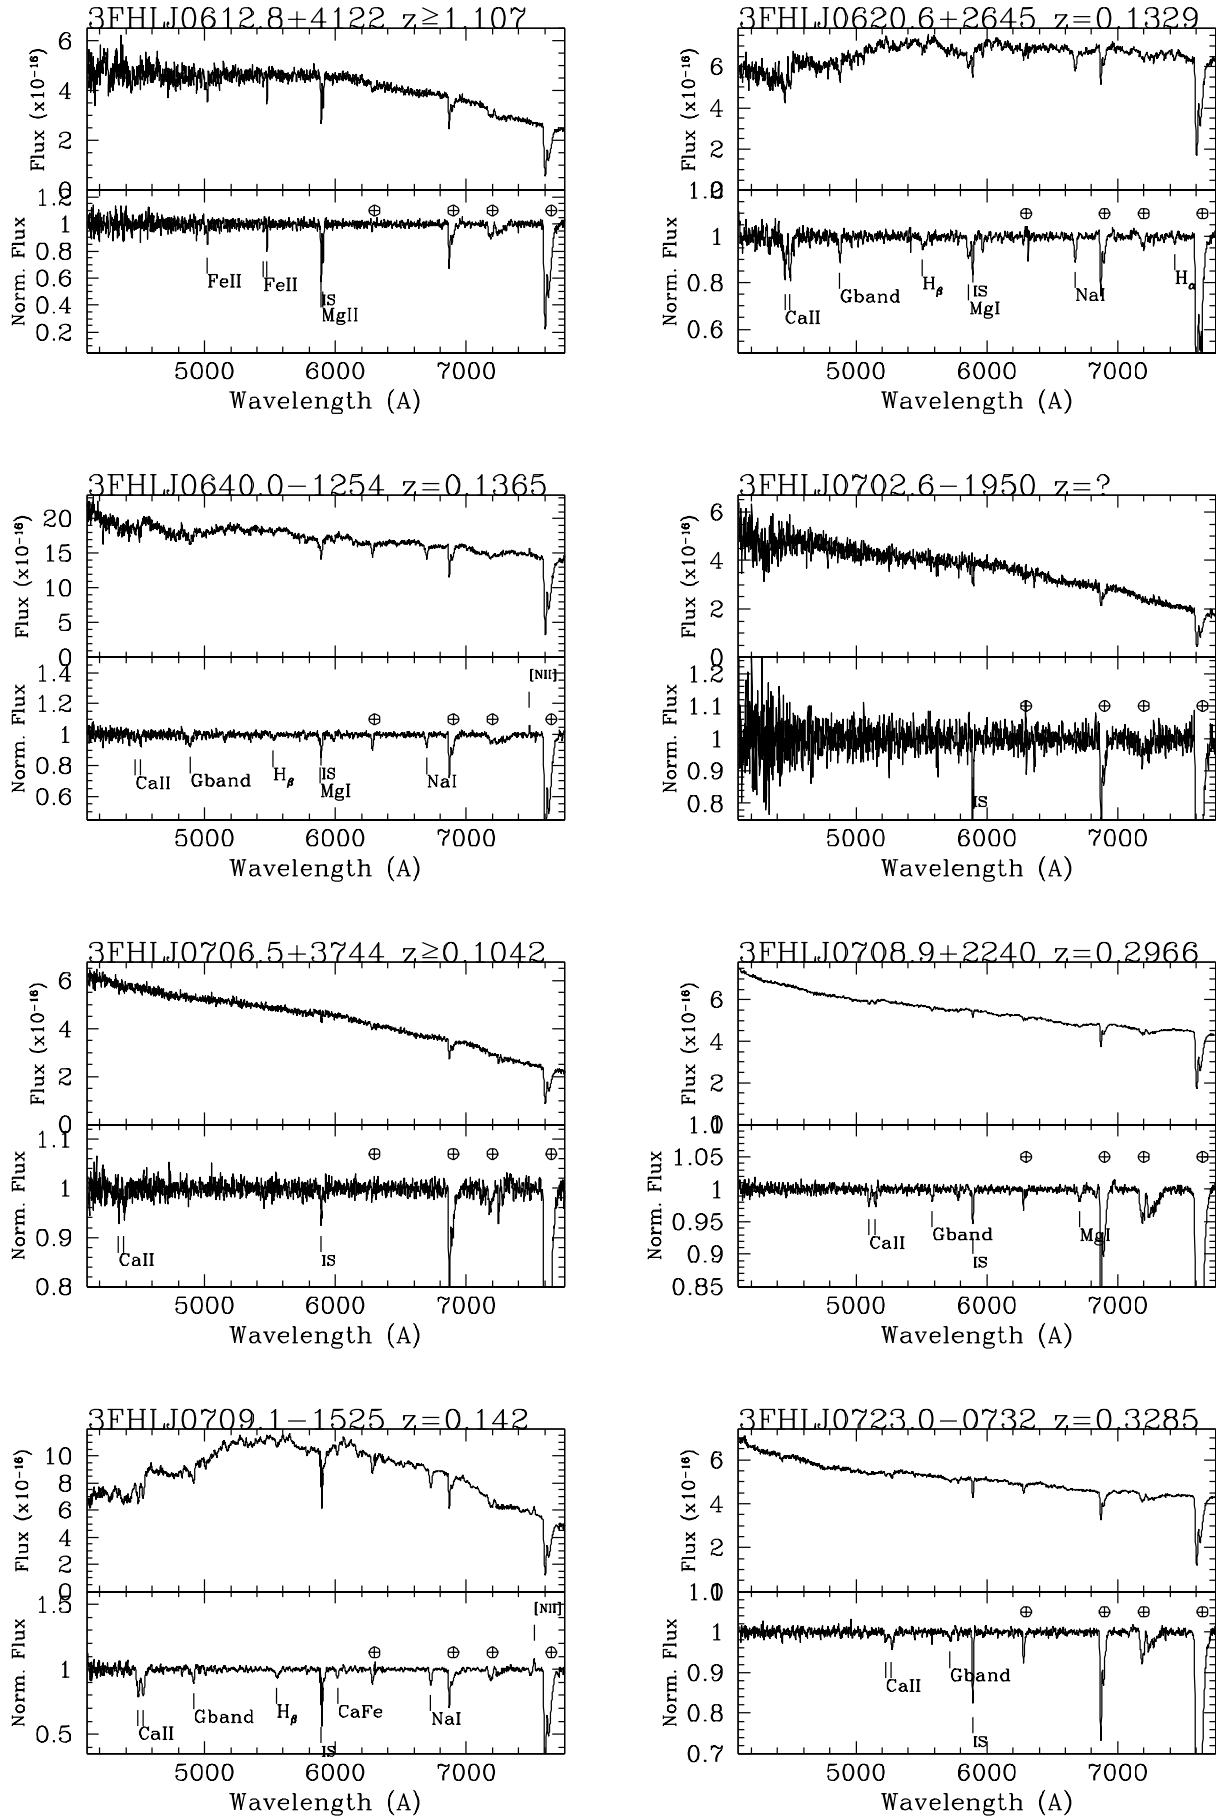 3FHLJ0612.8+4122 z≥1.107
Flux (x10⁻¹⁶)
6
4
2
0
Norm. Flux
1.2
1
0.8
0.6
0.4
0.2
⊕ ⊕ ⊕ ⊕
FeII FeII IS
MgII
5000 6000 7000
Wavelength (A)
3FHLJ0620.6+2645 z=0.1329
Flux (x10⁻¹⁶)
6
4
2
0
Norm. Flux
1.2
1
0.8
0.6
⊕ ⊕ ⊕ ⊕
CaII Gband Hβ IS NaI Hα
MgI
5000 6000 7000
Wavelength (A)
3FHLJ0640.0−1254 z=0.1365
Flux (x10⁻¹⁶)
20
15
10
5
0
Norm. Flux
1.4
1.2
1
0.8
0.6
[NII]
⊕ ⊕ ⊕ ⊕
CaII Gband Hβ IS NaI
MgI
5000 6000 7000
Wavelength (A)
3FHLJ0702.6−1950 z=?
Flux (x10⁻¹⁶)
6
4
2
0
Norm. Flux
1.2
1.1
1
0.9
0.8
⊕ ⊕ ⊕ ⊕
IS
5000 6000 7000
Wavelength (A)
3FHLJ0706.5+3744 z≥0.1042
Flux (x10⁻¹⁶)
6
4
2
0
Norm. Flux
1.1
1
0.9
0.8
⊕ ⊕ ⊕ ⊕
CaII IS
5000 6000 7000
Wavelength (A)
3FHLJ0708.9+2240 z=0.2966
Flux (x10⁻¹⁶)
6
4
2
0
Norm. Flux
1.1
1.05
1
0.95
0.9
0.85
⊕ ⊕ ⊕ ⊕
CaII Gband MgI
IS
5000 6000 7000
Wavelength (A)
3FHLJ0709.1−1525 z=0.142
Flux (x10⁻¹⁶)
10
8
6
4
2
0
Norm. Flux
1.5
1
0.5
[NII]
⊕ ⊕ ⊕ ⊕
CaII Gband Hβ CaFe NaI
IS
5000 6000 7000
Wavelength (A)
3FHLJ0723.0−0732 z=0.3285
Flux (x10⁻¹⁶)
6
4
2
0
Norm. Flux
1.1
1
0.9
0.8
0.7
⊕ ⊕ ⊕ ⊕
CaII Gband
IS
5000 6000 7000
Wavelength (A)